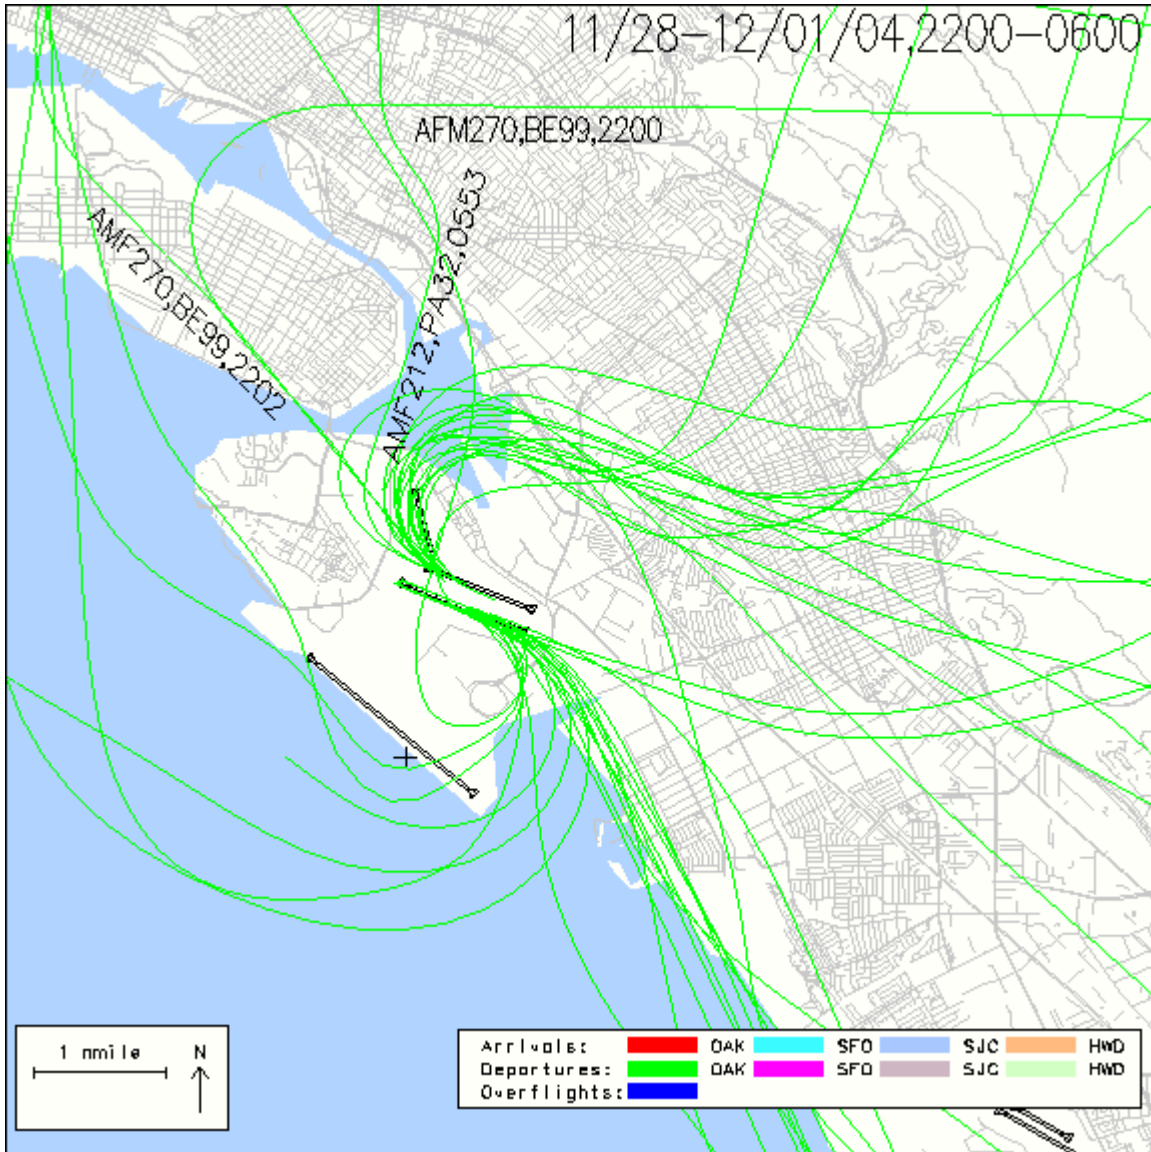 11/28-12/01/04,2200-0600
AFM270,BE99,2200
AMF212,PA32,0553
AMF270,BE99,2202
1 nmile N
Arrivals: OAK SFO SJC HWD
Departures: OAK SFO SJC HWD
Overflights: